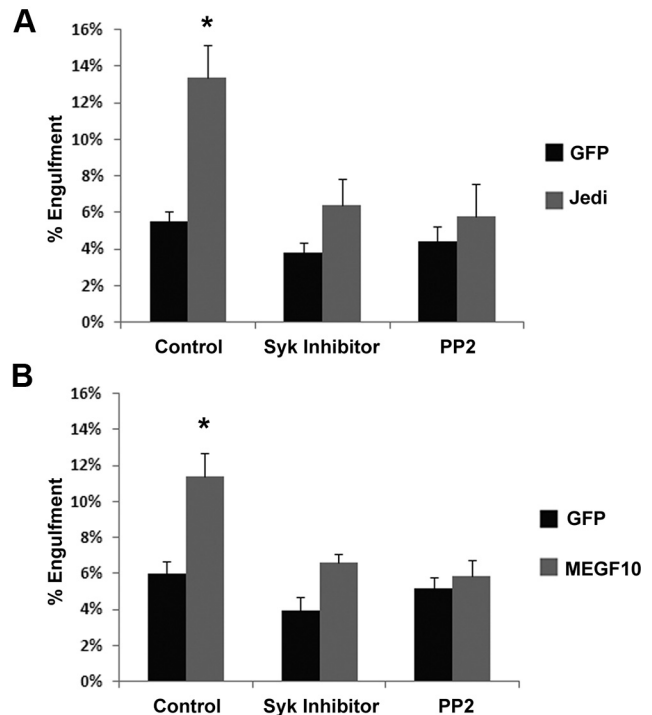 A
*
16%
14%
12%
10%
8%
6%
4%
2%
0%
% Engulfment
GFP
Jedi
Control Syk Inhibitor PP2
B
*
16%
14%
12%
10%
8%
6%
4%
2%
0%
% Engulfment
GFP
MEGF10
Control Syk Inhibitor PP2